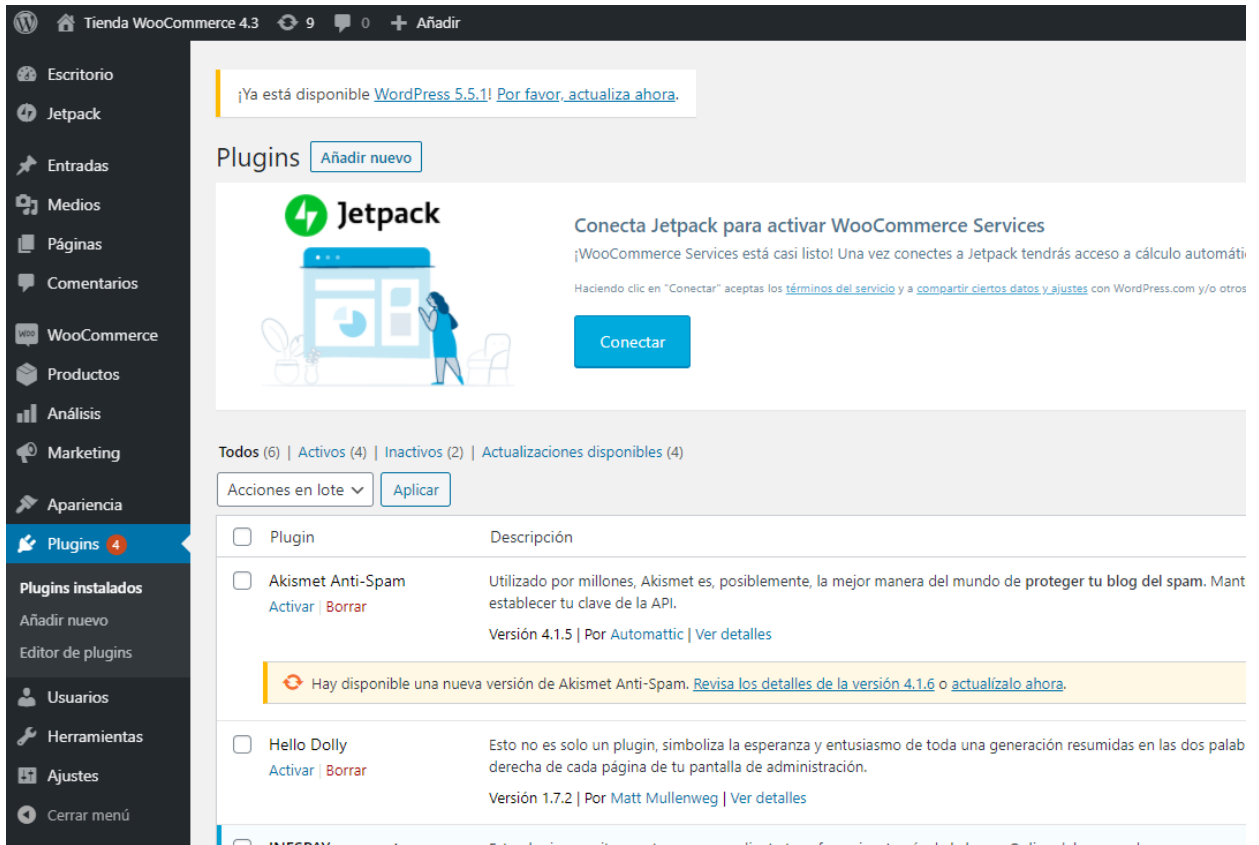 Tienda WooCommerce 4.3 9 0 Añadir
Escritorio
Jetpack
Entradas
Medios
Páginas
Comentarios
WooCommerce
Productos
Análisis
Marketing
Apariencia
Plugins 4
Plugins instalados
Añadir nuevo
Editor de plugins
Usuarios
Herramientas
Ajustes
Cerrar menú
¡Ya está disponible WordPress 5.5.1! Por favor, actualiza ahora.
Plugins Añadir nuevo
Jetpack
Conecta Jetpack para activar WooCommerce Services
¡WooCommerce Services está casi listo! Una vez conectes a Jetpack tendrás acceso a cálculo automáti
Haciendo clic en "Conectar" aceptas los términos del servicio y a compartir ciertos datos y ajustes con WordPress.com y/o otros
Conectar
Todos (6) | Activos (4) | Inactivos (2) | Actualizaciones disponibles (4)
Acciones en lote Aplicar
Plugin Descripción
Akismet Anti-Spam
Activar | Borrar
Utilizado por millones, Akismet es, posiblemente, la mejor manera del mundo de proteger tu blog del spam. Mant
establecer tu clave de la API.
Versión 4.1.5 | Por Automattic | Ver detalles
Hay disponible una nueva versión de Akismet Anti-Spam. Revisa los detalles de la versión 4.1.6 o actualízalo ahora.
Hello Dolly
Activar | Borrar
Esto no es solo un plugin, simboliza la esperanza y entusiasmo de toda una generación resumidas en las dos palab
derecha de cada página de tu pantalla de administración.
Versión 1.7.2 | Por Matt Mullenweg | Ver detalles